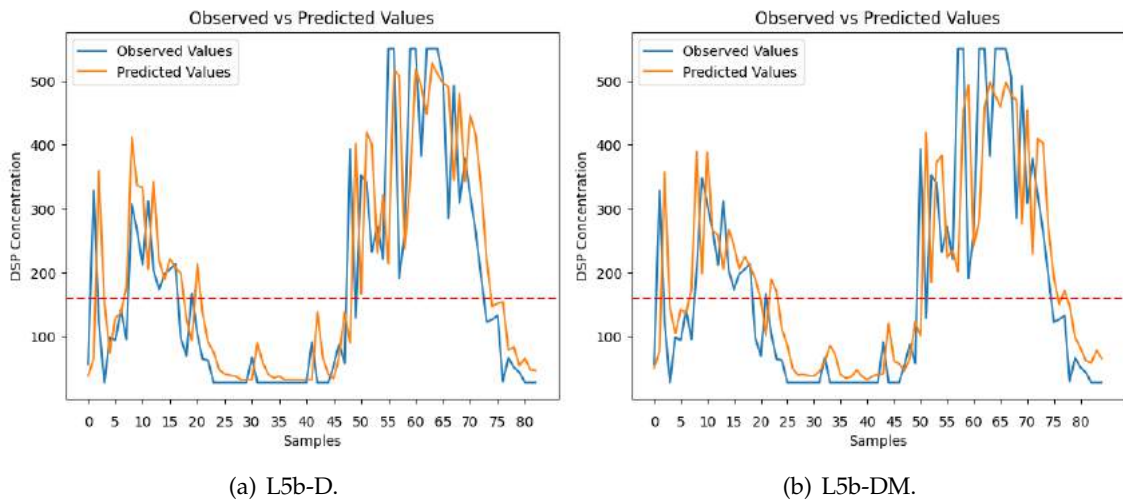 Observed vs Predicted Values
Observed Values
Predicted Values
DSP Concentration
500
400
300
200
100
0 5 10 15 20 25 30 35 40 45 50 55 60 65 70 75 80
Samples
(a) L5b-D.
Observed vs Predicted Values
Observed Values
Predicted Values
DSP Concentration
500
400
300
200
100
0 5 10 15 20 25 30 35 40 45 50 55 60 65 70 75 80
Samples
(b) L5b-DM.